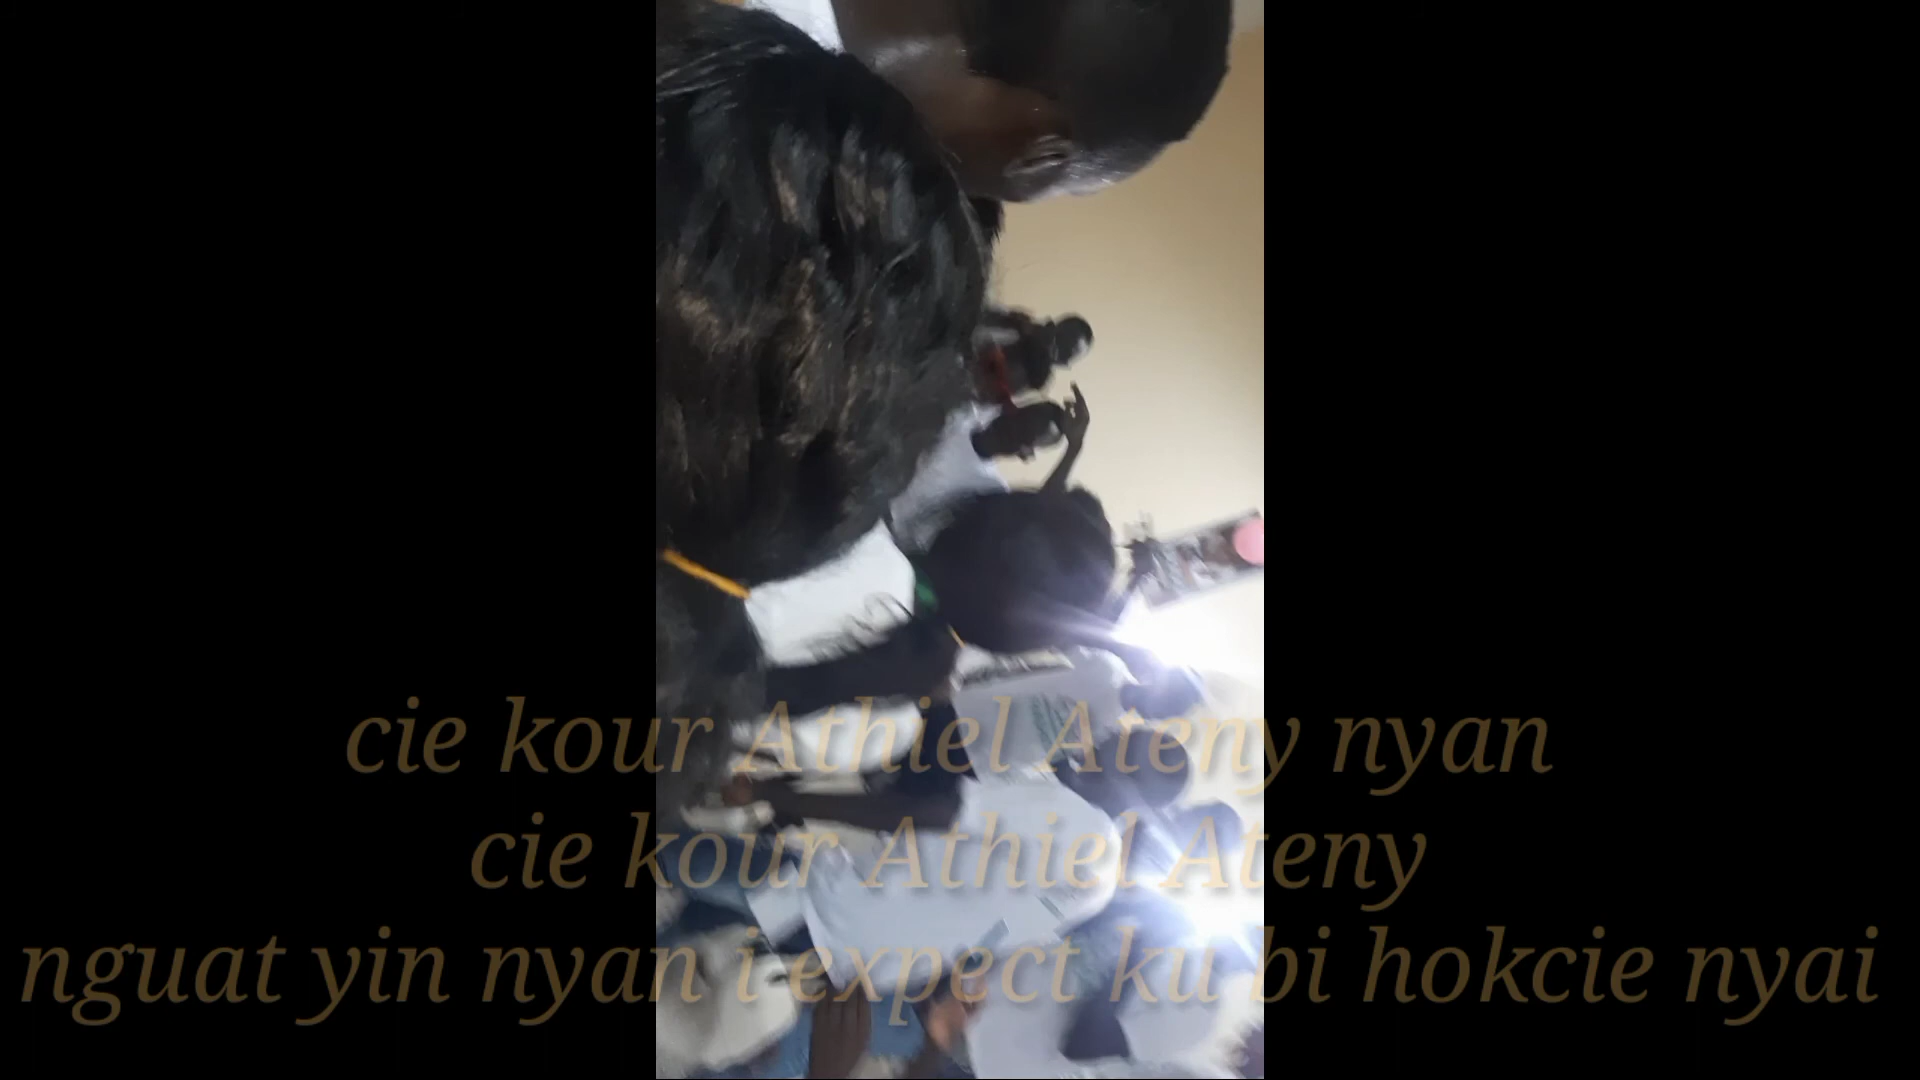 cie kour Athiel Ateny nyan
cie kour Athiel Ateny
nguat yin nyan i expect ku bi hokcie nyai